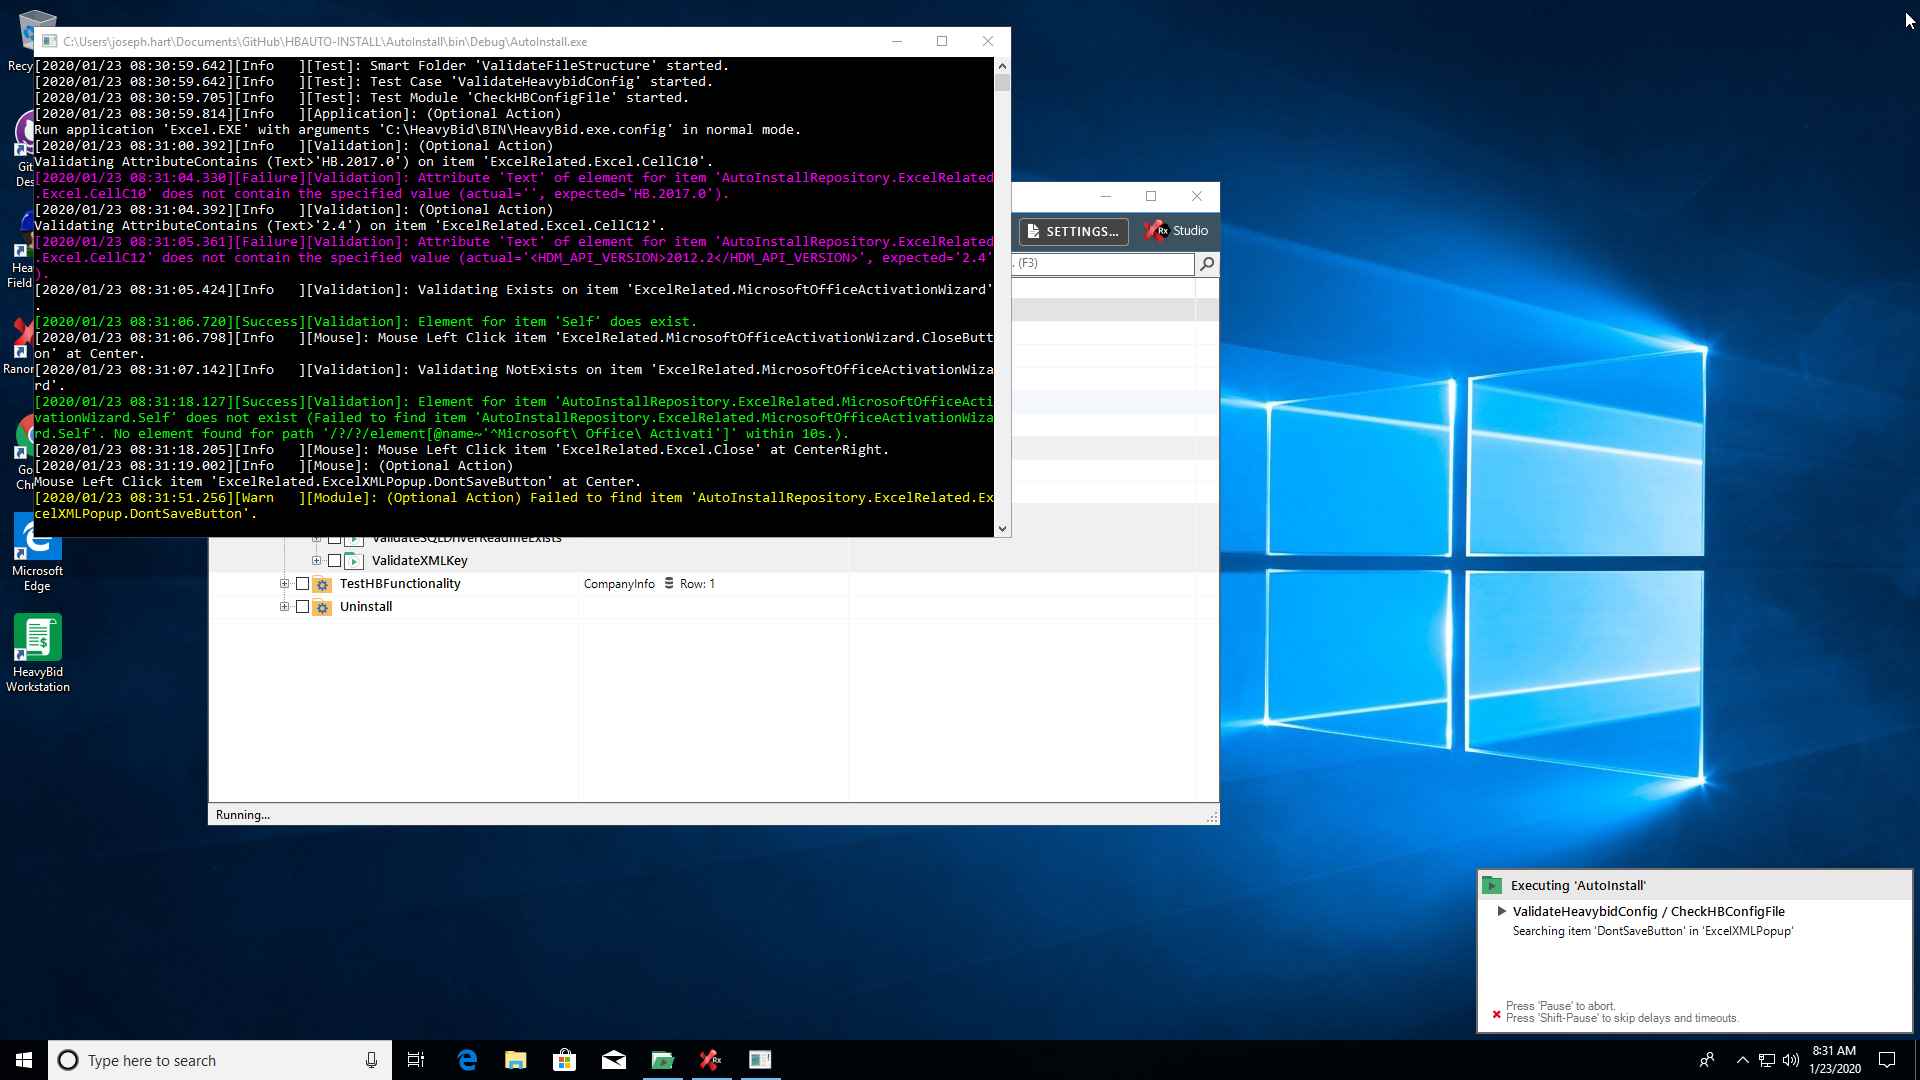 Recy
C:\Users\joseph.hart\Documents\GitHub\HBAUTO-INSTALL\AutoInstall\bin\Debug\AutoInstall.exe
[2020/01/23 08:30:59.642][Info   ][Test]: Smart Folder 'ValidateFileStructure' started.
[2020/01/23 08:30:59.642][Info   ][Test]: Test Case 'ValidateHeavybidConfig' started.
[2020/01/23 08:30:59.705][Info   ][Test]: Test Module 'CheckHBConfigFile' started.
[2020/01/23 08:30:59.814][Info   ][Application]: (Optional Action)
Run application 'Excel.EXE' with arguments 'C:\HeavyBid\BIN\HeavyBid.exe.config' in normal mode.
[2020/01/23 08:31:00.392][Info   ][Validation]: (Optional Action)
Validating AttributeContains (Text>'HB.2017.0') on item 'ExcelRelated.Excel.CellC10'.
[2020/01/23 08:31:04.330][Failure][Validation]: Attribute 'Text' of element for item 'AutoInstallRepository.ExcelRelated
.Excel.CellC10' does not contain the specified value (actual='', expected='HB.2017.0').
[2020/01/23 08:31:04.392][Info   ][Validation]: (Optional Action)
Validating AttributeContains (Text>'2.4') on item 'ExcelRelated.Excel.CellC12'.
[2020/01/23 08:31:05.361][Failure][Validation]: Attribute 'Text' of element for item 'AutoInstallRepository.ExcelRelated
.Excel.CellC12' does not contain the specified value (actual='<HDM_API_VERSION>2012.2</HDM_API_VERSION>', expected='2.4'
).
[2020/01/23 08:31:05.424][Info   ][Validation]: Validating Exists on item 'ExcelRelated.MicrosoftOfficeActivationWizard'
.
[2020/01/23 08:31:06.720][Success][Validation]: Element for item 'Self' does exist.
[2020/01/23 08:31:06.798][Info   ][Mouse]: Mouse Left Click item 'ExcelRelated.MicrosoftOfficeActivationWizard.CloseButt
on' at Center.
[2020/01/23 08:31:07.142][Info   ][Validation]: Validating NotExists on item 'ExcelRelated.MicrosoftOfficeActivationWiza
rd'.
[2020/01/23 08:31:18.127][Success][Validation]: Element for item 'AutoInstallRepository.ExcelRelated.MicrosoftOfficeActi
vationWizard.Self' does not exist (Failed to find item 'AutoInstallRepository.ExcelRelated.MicrosoftOfficeActivationWiza
rd.Self'. No element found for path '/?/?/element[@name~'^Microsoft\ Office\ Activati']' within 10s.).
[2020/01/23 08:31:18.205][Info   ][Mouse]: Mouse Left Click item 'ExcelRelated.Excel.Close' at CenterRight.
[2020/01/23 08:31:19.002][Info   ][Mouse]: (Optional Action)
Mouse Left Click item 'ExcelRelated.ExcelXMLPopup.DontSaveButton' at Center.
[2020/01/23 08:31:51.256][Warn   ][Module]: (Optional Action) Failed to find item 'AutoInstallRepository.ExcelRelated.Ex
celXMLPopup.DontSaveButton'.
Git
Des
Hea
Field
Ranor
Go
Chr
Microsoft
Edge
HeavyBid
Workstation
SETTINGS...
Rx Studio
. (F3)
ValidateSQLDriverReadmeExists
ValidateXMLKey
TestHBFunctionality CompanyInfo Row: 1
Uninstall
Running...
Executing 'AutoInstall'
ValidateHeavybidConfig / CheckHBConfigFile
Searching item 'DontSaveButton' in 'ExcelXMLPopup'
Press 'Pause' to abort.
Press 'Shift-Pause' to skip delays and timeouts.
Type here to search
Rx
8:31 AM
1/23/2020